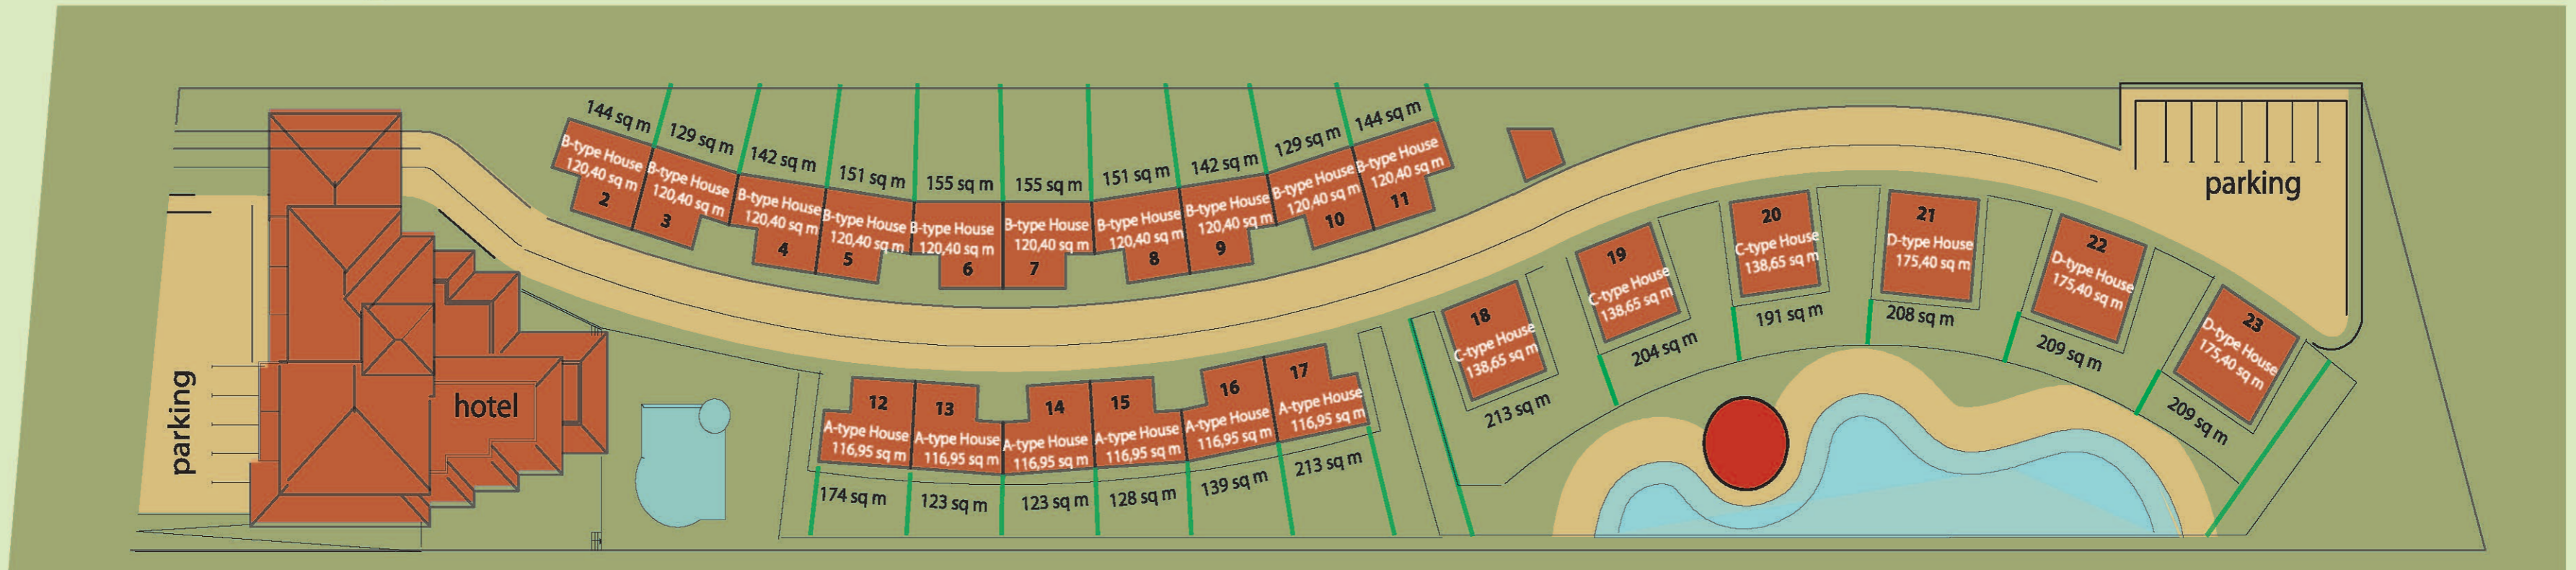 144 sq m
129 sq m
142 sq m
151 sq m
155 sq m
155 sq m
151 sq m
142 sq m
129 sq m
144 sq m
B-type House
120,40 sq m
2
B-type House
120,40 sq m
3
B-type House
120,40 sq m
4
B-type House
120,40 sq m
5
B-type House
120,40 sq m
6
B-type House
120,40 sq m
7
B-type House
120,40 sq m
8
B-type House
120,40 sq m
9
B-type House
120,40 sq m
10
B-type House
120,40 sq m
11
parking
18
C-type House
138,65 sq m
213 sq m
19
C-type House
138,65 sq m
204 sq m
20
C-type House
138,65 sq m
191 sq m
21
D-type House
175,40 sq m
208 sq m
22
D-type House
175,40 sq m
209 sq m
23
D-type House
175,40 sq m
209 sq m
parking
hotel
12
A-type House
116,95 sq m
174 sq m
13
A-type House
116,95 sq m
123 sq m
14
A-type House
116,95 sq m
123 sq m
15
A-type House
116,95 sq m
128 sq m
16
A-type House
116,95 sq m
139 sq m
17
A-type House
116,95 sq m
213 sq m